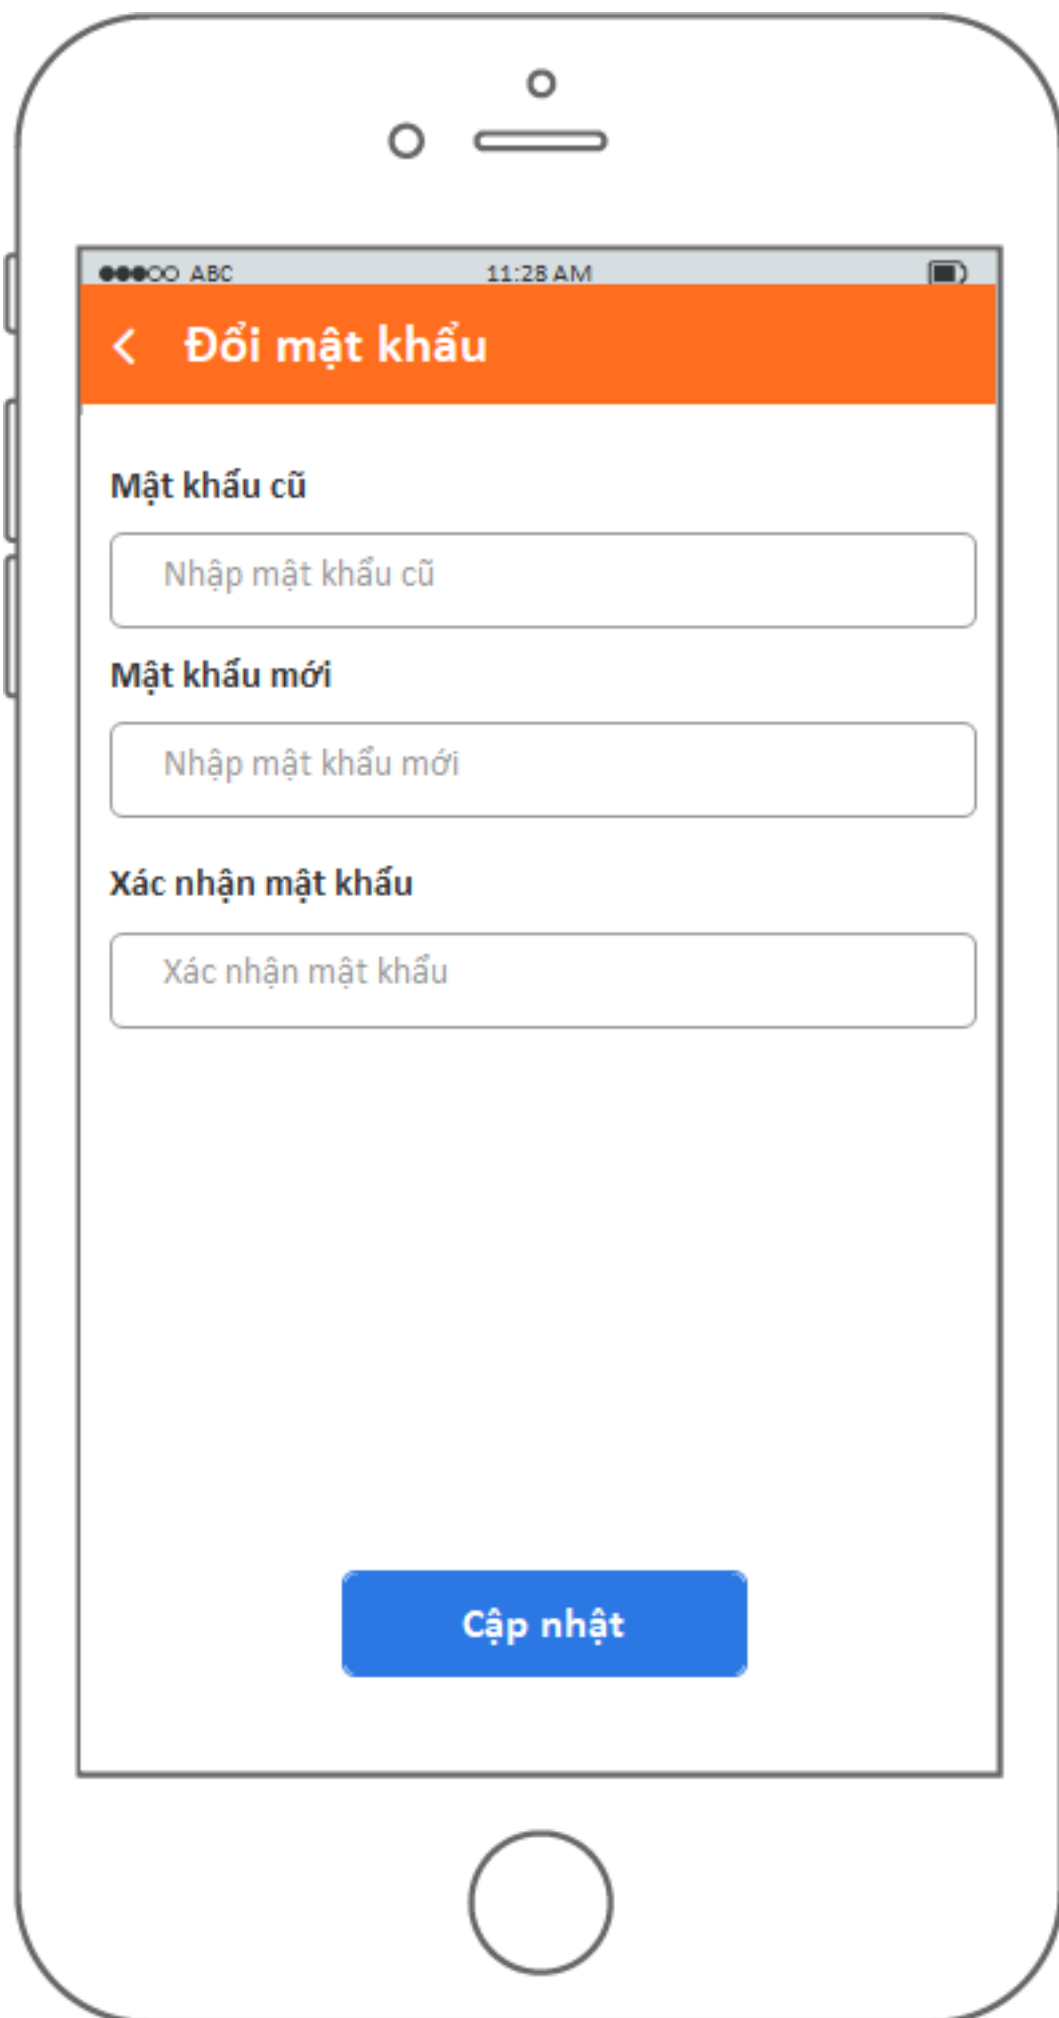 ABC 11:28 AM
Đổi mật khẩu
Mật khẩu cũ
Nhập mật khẩu cũ
Mật khẩu mới
Nhập mật khẩu mới
Xác nhận mật khẩu
Xác nhận mật khẩu
Cập nhật